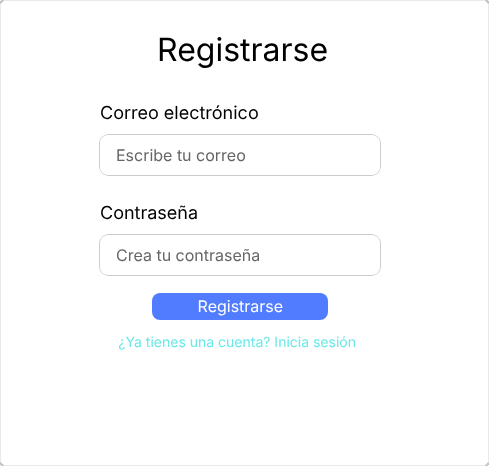 Registrarse
Correo electrónico
Escribe tu correo
Contraseña
Crea tu contraseña
Registrarse
¿Ya tienes una cuenta? Inicia sesión